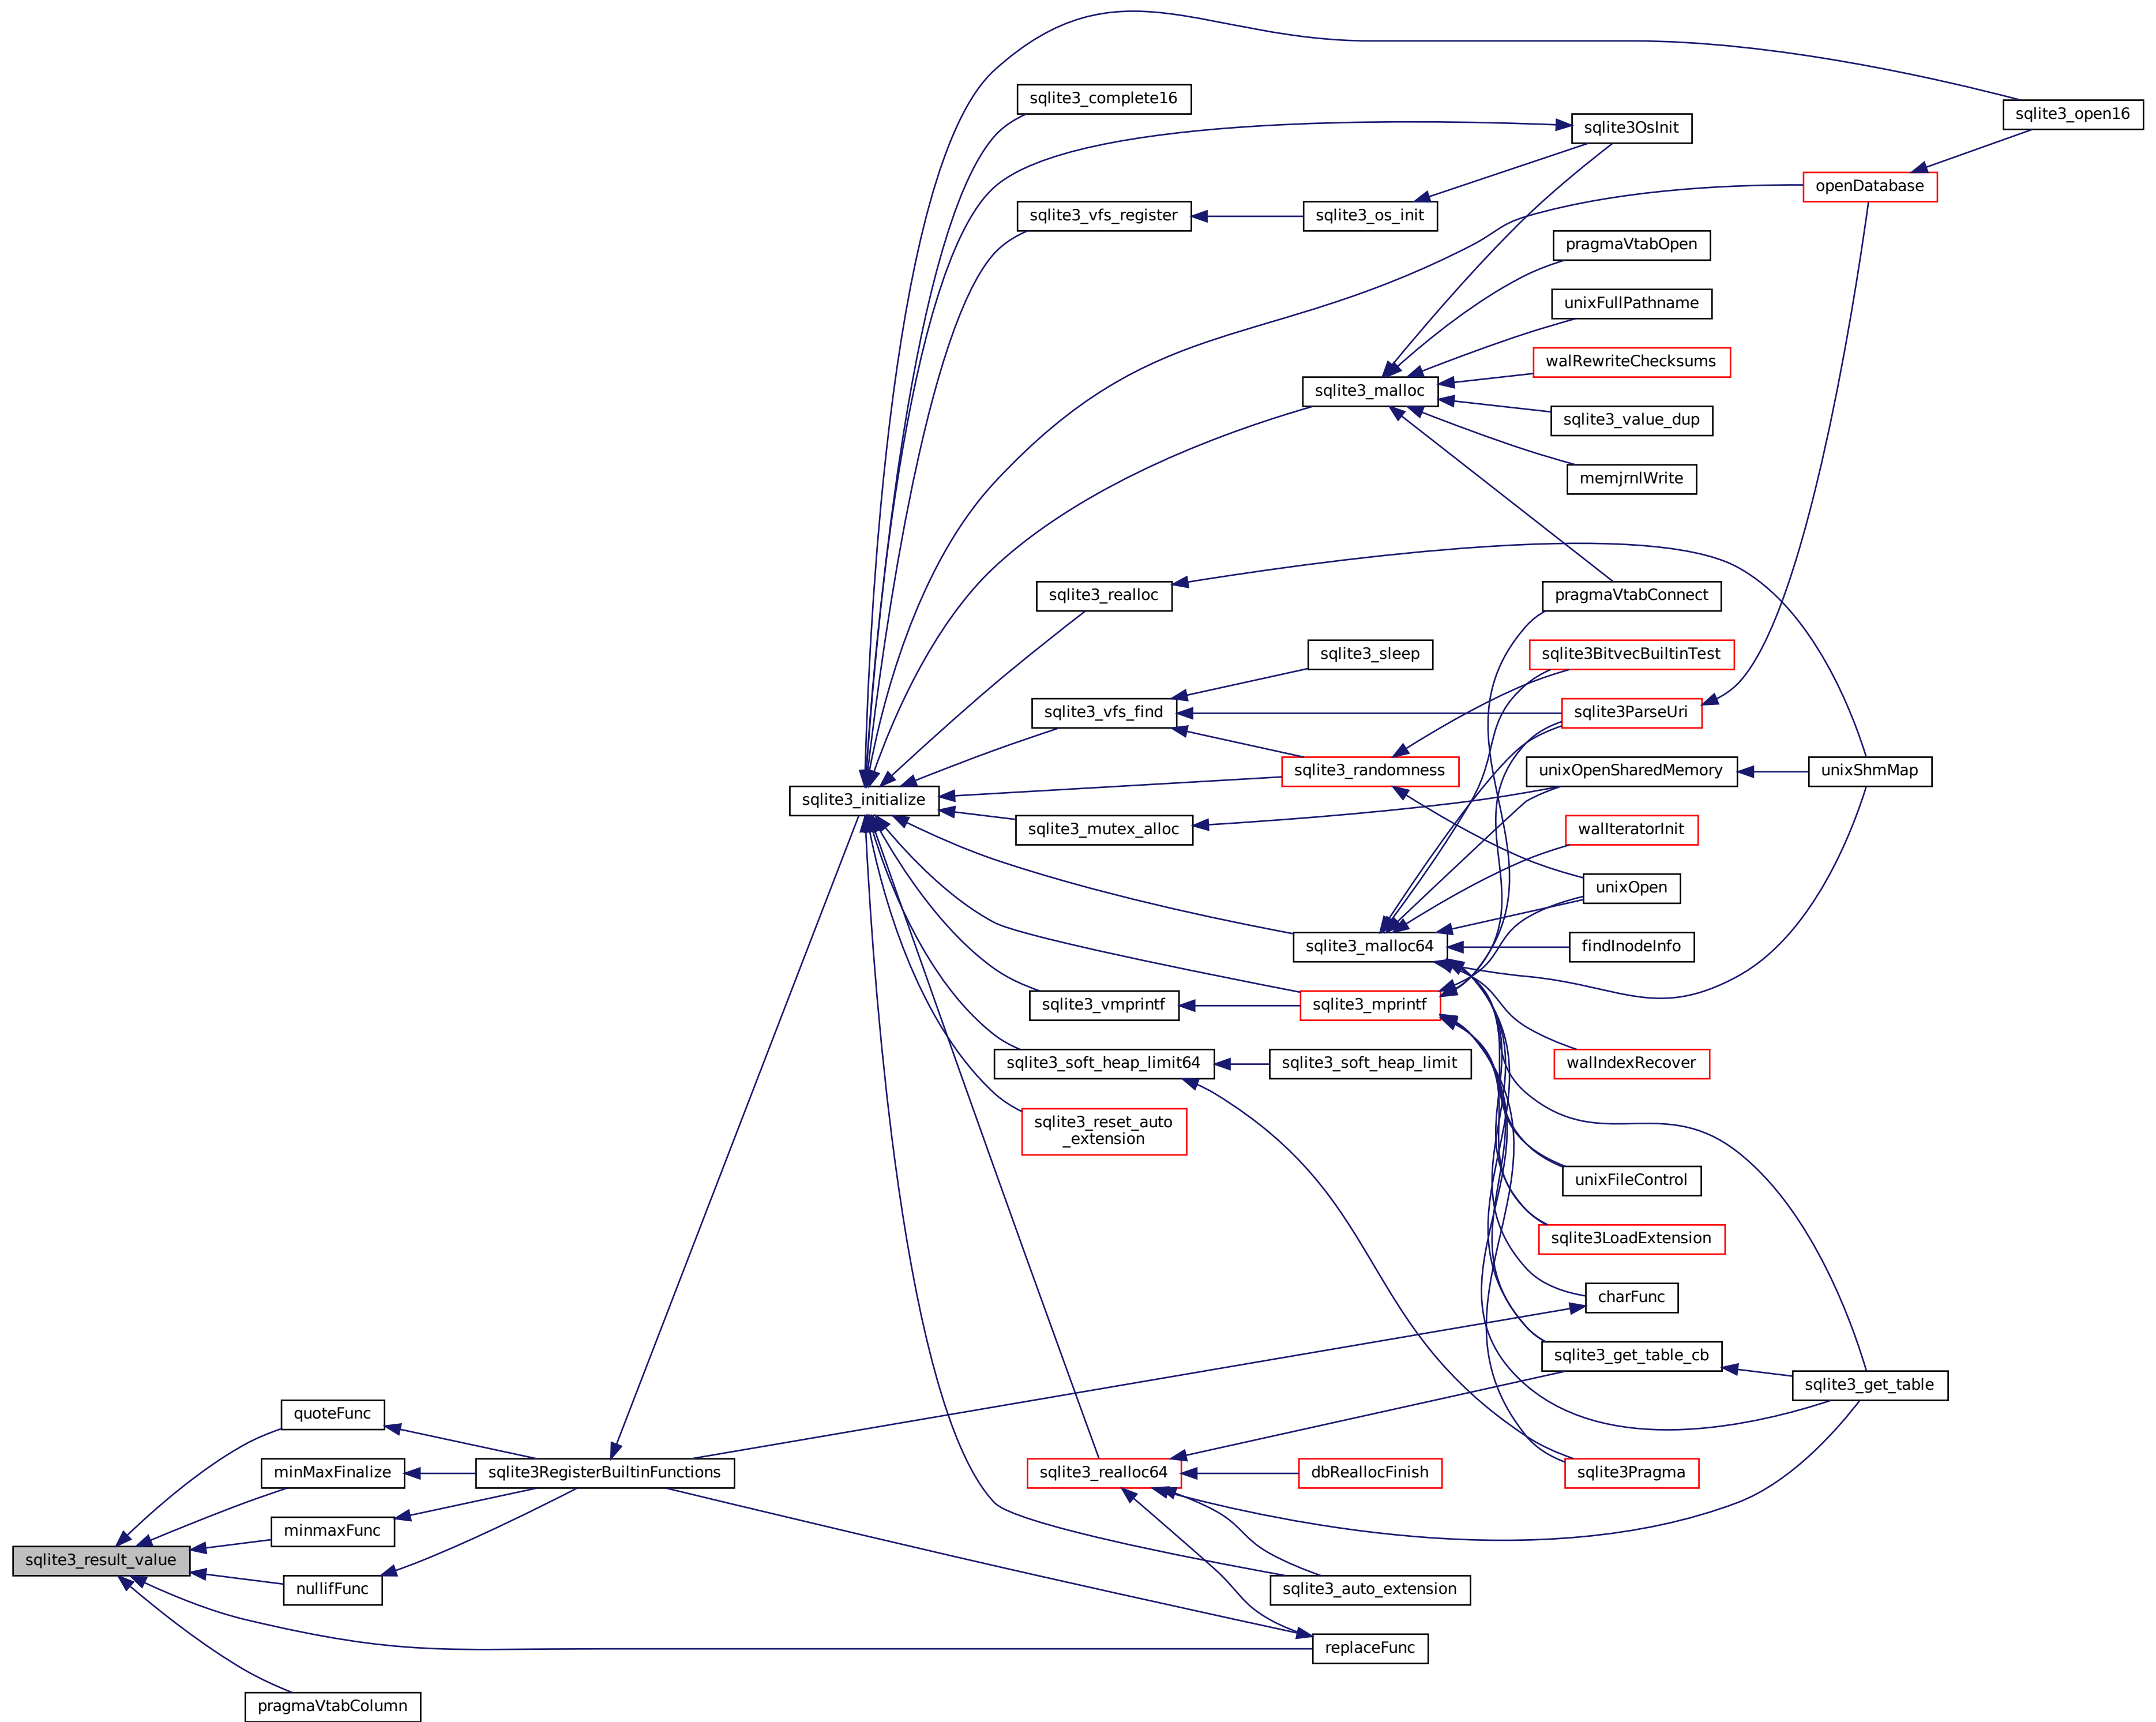 sqlite3_complete16
sqlite3_open16
sqlite3OsInit
openDatabase
sqlite3_vfs_register
sqlite3_os_init
pragmaVtabOpen
unixFullPathname
walRewriteChecksums
sqlite3_malloc
sqlite3_value_dup
memjrnlWrite
sqlite3_realloc
pragmaVtabConnect
sqlite3_sleep
sqlite3BitvecBuiltinTest
sqlite3_vfs_find
sqlite3ParseUri
sqlite3_randomness
unixOpenSharedMemory
unixShmMap
sqlite3_initialize
sqlite3_mutex_alloc
walIteratorInit
unixOpen
sqlite3_malloc64
findInodeInfo
sqlite3_vmprintf
sqlite3_mprintf
sqlite3_soft_heap_limit64
sqlite3_soft_heap_limit
walIndexRecover
sqlite3_reset_auto
_extension
unixFileControl
sqlite3LoadExtension
charFunc
sqlite3_get_table_cb
sqlite3_get_table
quoteFunc
minMaxFinalize
sqlite3RegisterBuiltinFunctions
sqlite3_realloc64
dbReallocFinish
sqlite3Pragma
minmaxFunc
sqlite3_result_value
nullifFunc
sqlite3_auto_extension
replaceFunc
pragmaVtabColumn